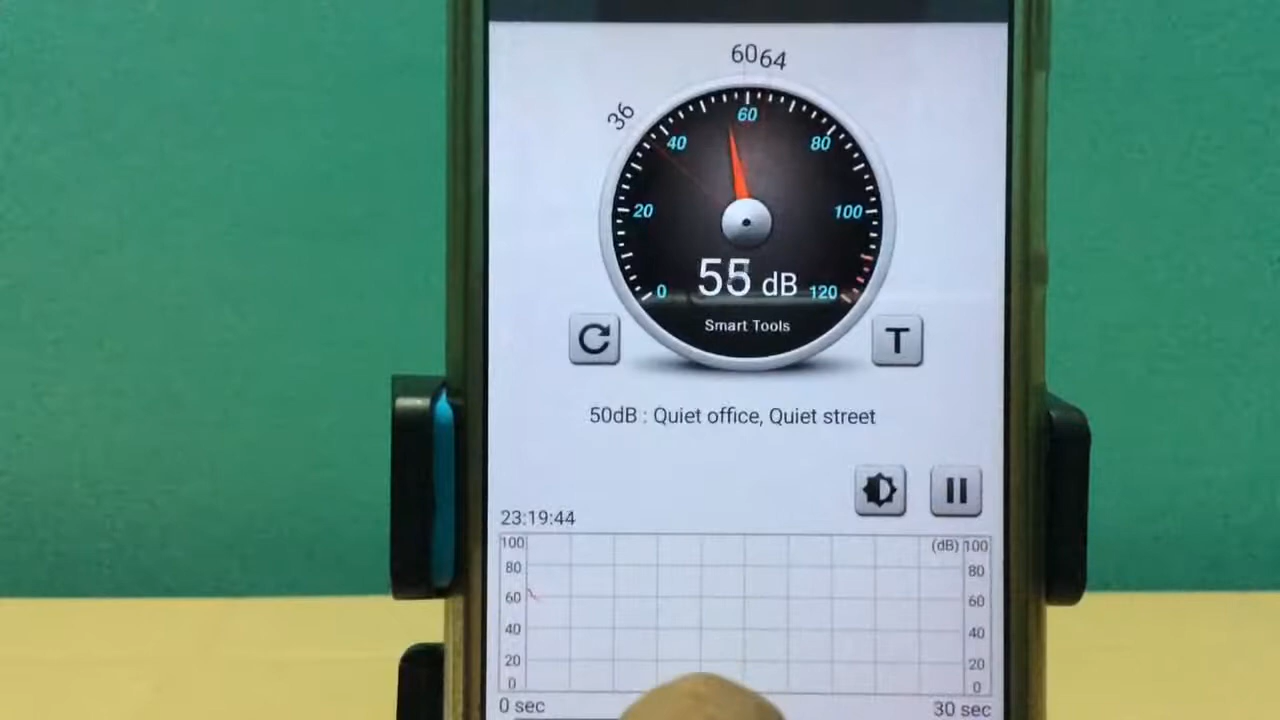 60 64
36
60
40 80
20 100
55 dB
0 120
Smart Tools
T
50dB : Quiet office, Quiet street
23:19:44
100 (dB) 100
80 80
60 60
40 40
20 20
0 0
0 sec 30 sec